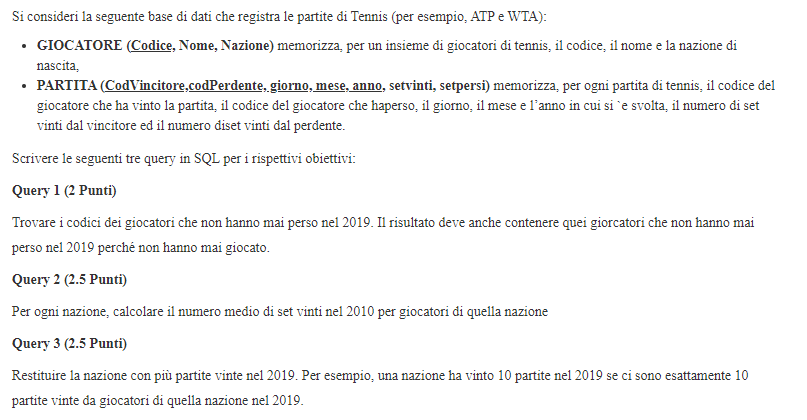 Si consideri la seguente base di dati che registra le partite di Tennis (per esempio, ATP e WTA):
• GIOCATORE (Codice, Nome, Nazione) memorizza, per un insieme di giocatori di tennis, il codice, il nome e la nazione di
nascita,
• PARTITA (CodVincitore,codPerdente, giorno, mese, anno, setvinti, setpersi) memorizza, per ogni partita di tennis, il codice del
giocatore che ha vinto la partita, il codice del giocatore che haperso, il giorno, il mese e l'anno in cui si `e svolta, il numero di set
vinti dal vincitore ed il numero diset vinti dal perdente.
Scrivere le seguenti tre query in SQL per i rispettivi obiettivi:
Query 1 (2 Punti)
Trovare i codici dei giocatori che non hanno mai perso nel 2019. Il risultato deve anche contenere quei giorcatori che non hanno mai
perso nel 2019 perché non hanno mai giocato.
Query 2 (2.5 Punti)
Per ogni nazione, calcolare il numero medio di set vinti nel 2010 per giocatori di quella nazione
Query 3 (2.5 Punti)
Restituire la nazione con più partite vinte nel 2019. Per esempio, una nazione ha vinto 10 partite nel 2019 se ci sono esattamente 10
partite vinte da giocatori di quella nazione nel 2019.